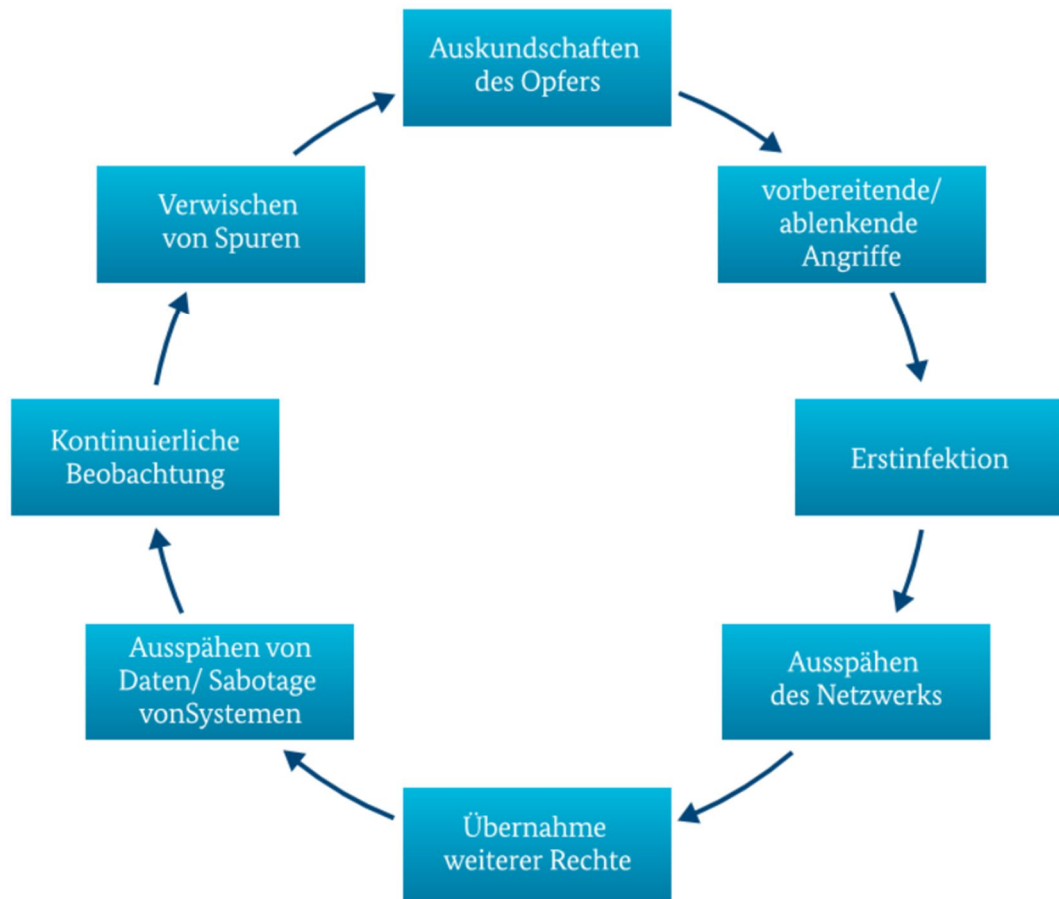 Auskundschaften
des Opfers
vorbereitende/
ablenkende
Angriffe
Erstinfektion
Ausspähen
des Netzwerks
Übernahme
weiterer Rechte
Ausspähen von
Daten/ Sabotage
vonSystemen
Kontinuierliche
Beobachtung
Verwischen
von Spuren